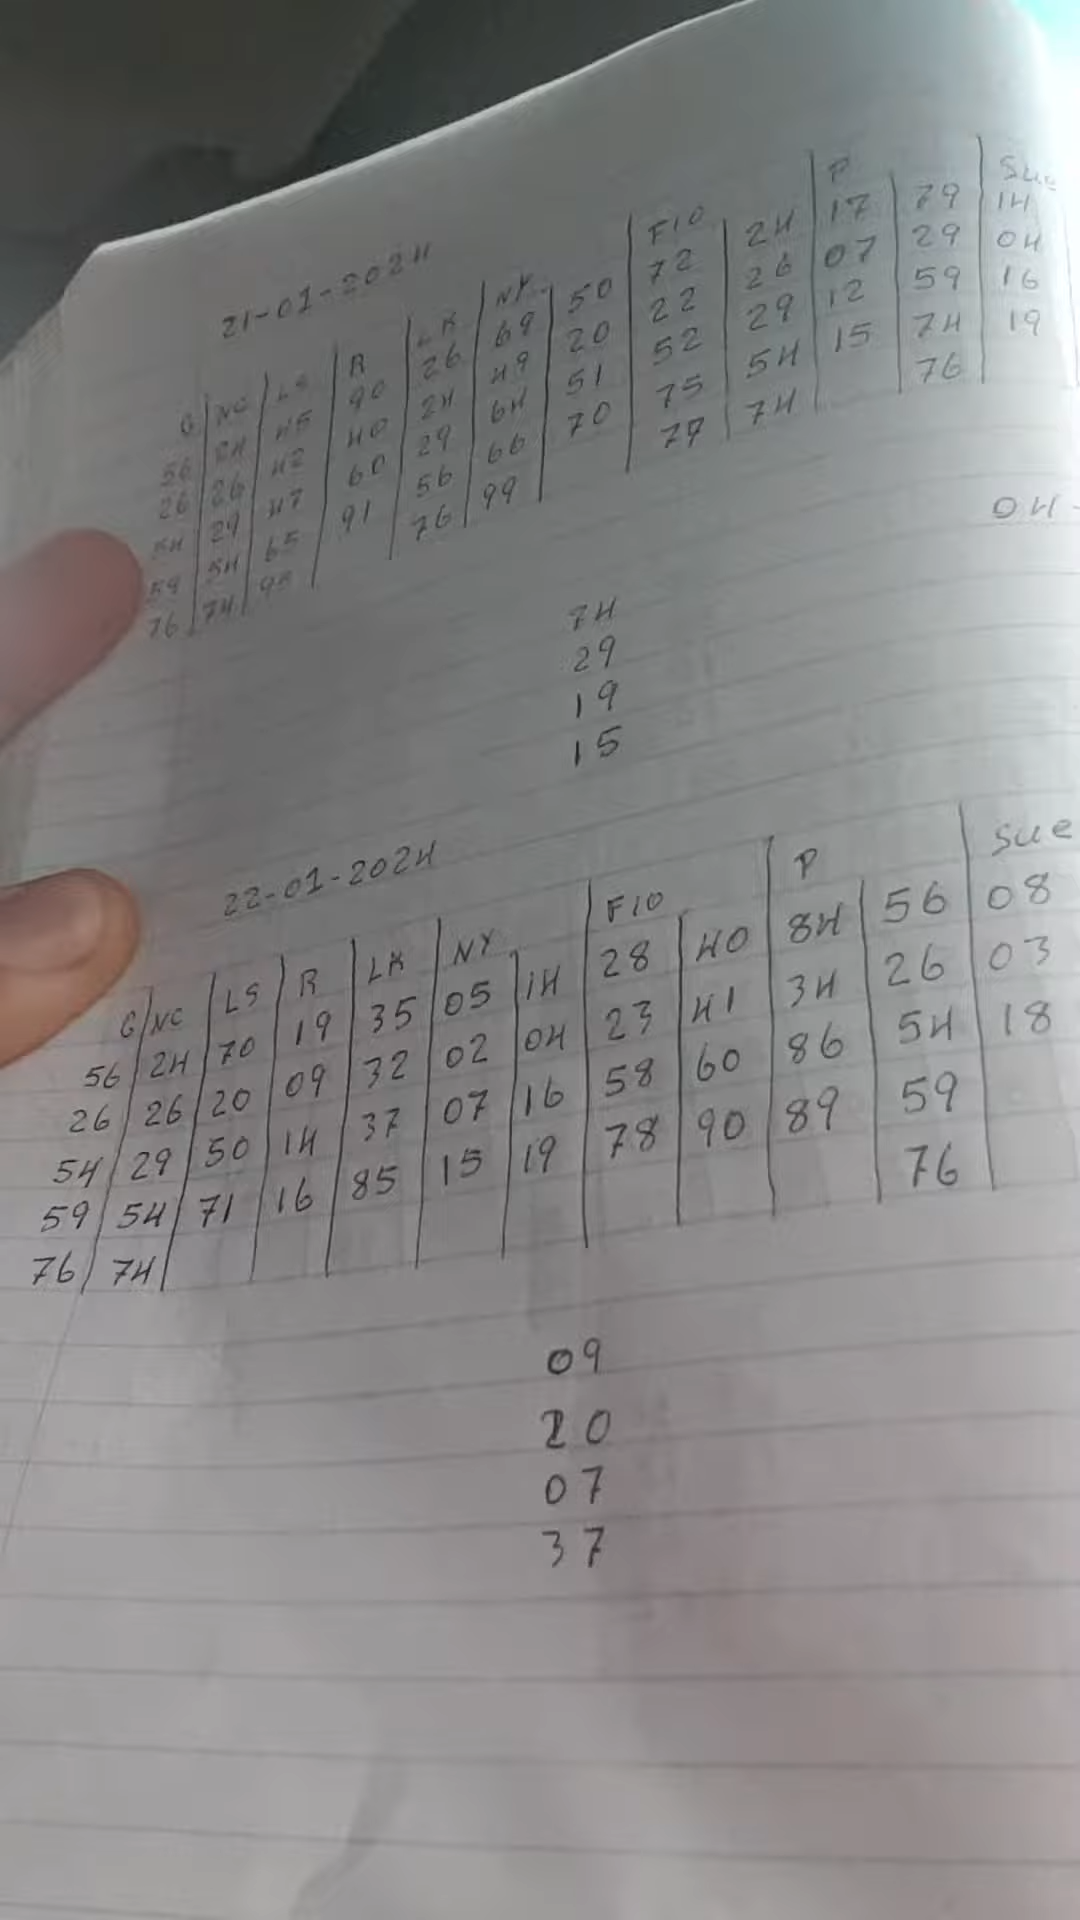 21-01-2024
G NC LS R LK NY F10 P Sue
56 24 45 90 26 69 50 72 24 17 79 14
26 26 42 40 24 49 20 22 26 07 29 04
54 29 47 60 29 64 51 52 29 12 59 16
59 54 65 91 56 66 70 75 54 15 74 19
76 74 95 76 99 77 74 76
04-
74
29
19
15
22-01-2024
G NC LS R LK NY F10 P Sue
56 24 70 19 35 05 14 28 40 84 56 08
26 26 20 09 32 02 04 23 41 34 26 03
54 29 50 14 37 07 16 58 60 86 54 18
59 54 71 16 85 15 19 78 90 89 59
76 74 76
09
20
07
37